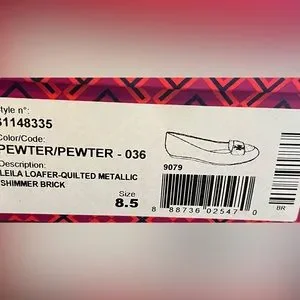 Style n°:
31148335
Color/Code:
PEWTER/PEWTER - 036
Description:
LEILA LOAFER-QUILTED METALLIC
SHIMMER BRICK
Size
8.5
9079
8 88736 02547 0
BR